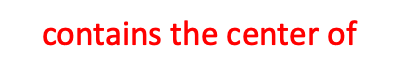 contains the center of